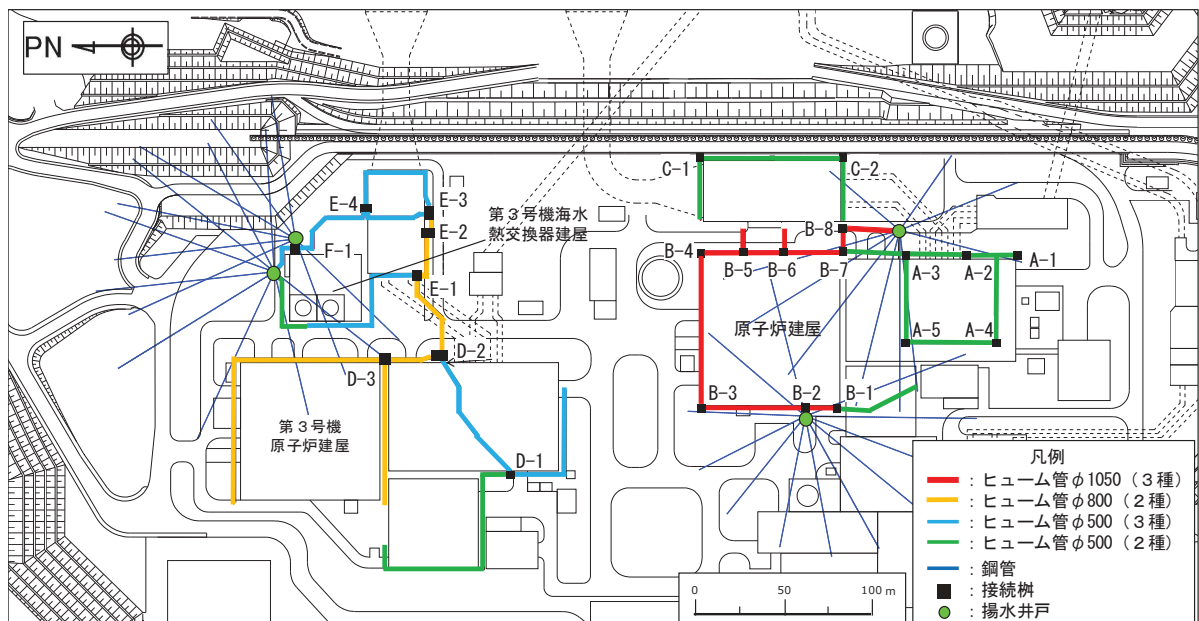 PN
C-1
C-2
E-4
E-3
第3号機海水
熱交換器建屋
E-2
F-1
E-1
B-8
B-4
B-5
B-6
B-7
A-3
A-2
A-1
原子炉建屋
A-5
A-4
D-2
D-3
B-3
B-2
B-1
第3号機
原子炉建屋
D-1
凡例
：ヒューム管φ1050（３種）
：ヒューム管φ800（２種）
：ヒューム管φ500（３種）
：ヒューム管φ500（２種）
：鋼管
：接続桝
：揚水井戸
0 50 100 m